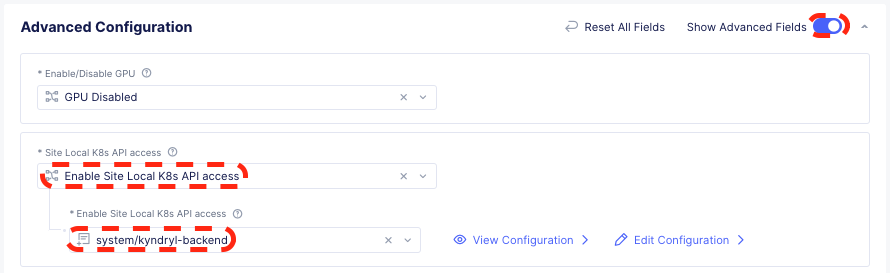 Advanced Configuration
Reset All Fields
Show Advanced Fields
* Enable/Disable GPU
GPU Disabled
* Site Local K8s API access
Enable Site Local K8s API access
* Enable Site Local K8s API access
system/kyndryl-backend
View Configuration
Edit Configuration